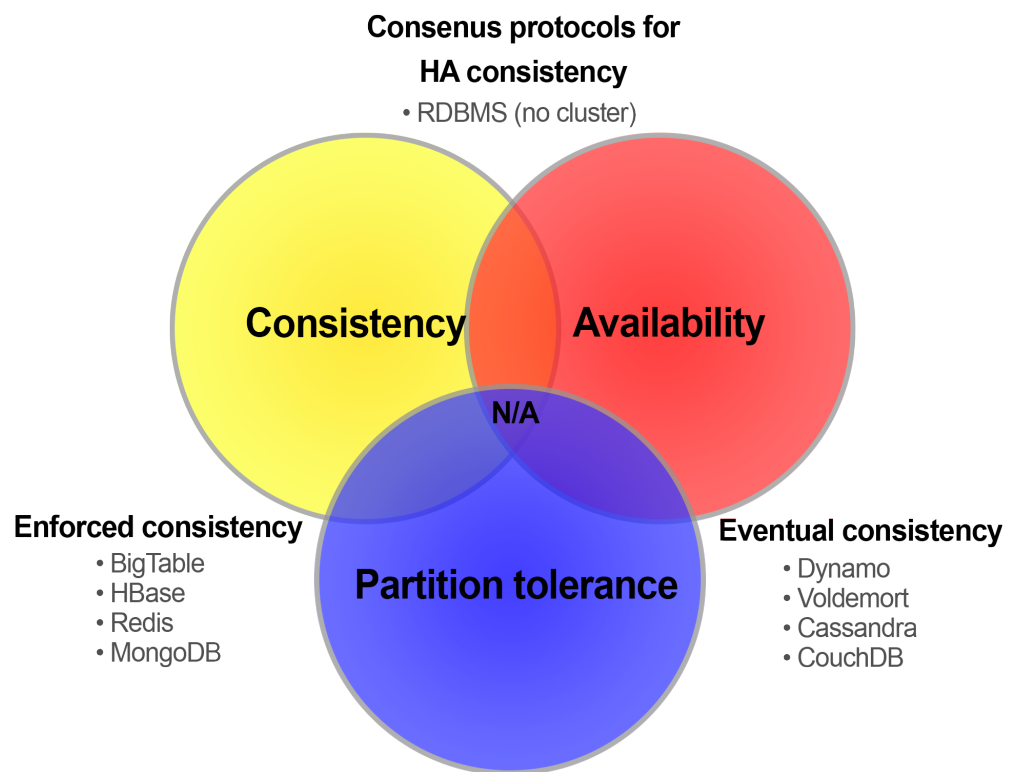 Consenus protocols for
HA consistency
• RDBMS (no cluster)
Consistency
Availability
N/A
Enforced consistency
• BigTable
• HBase
• Redis
• MongoDB
Partition tolerance
Eventual consistency
• Dynamo
• Voldemort
• Cassandra
• CouchDB